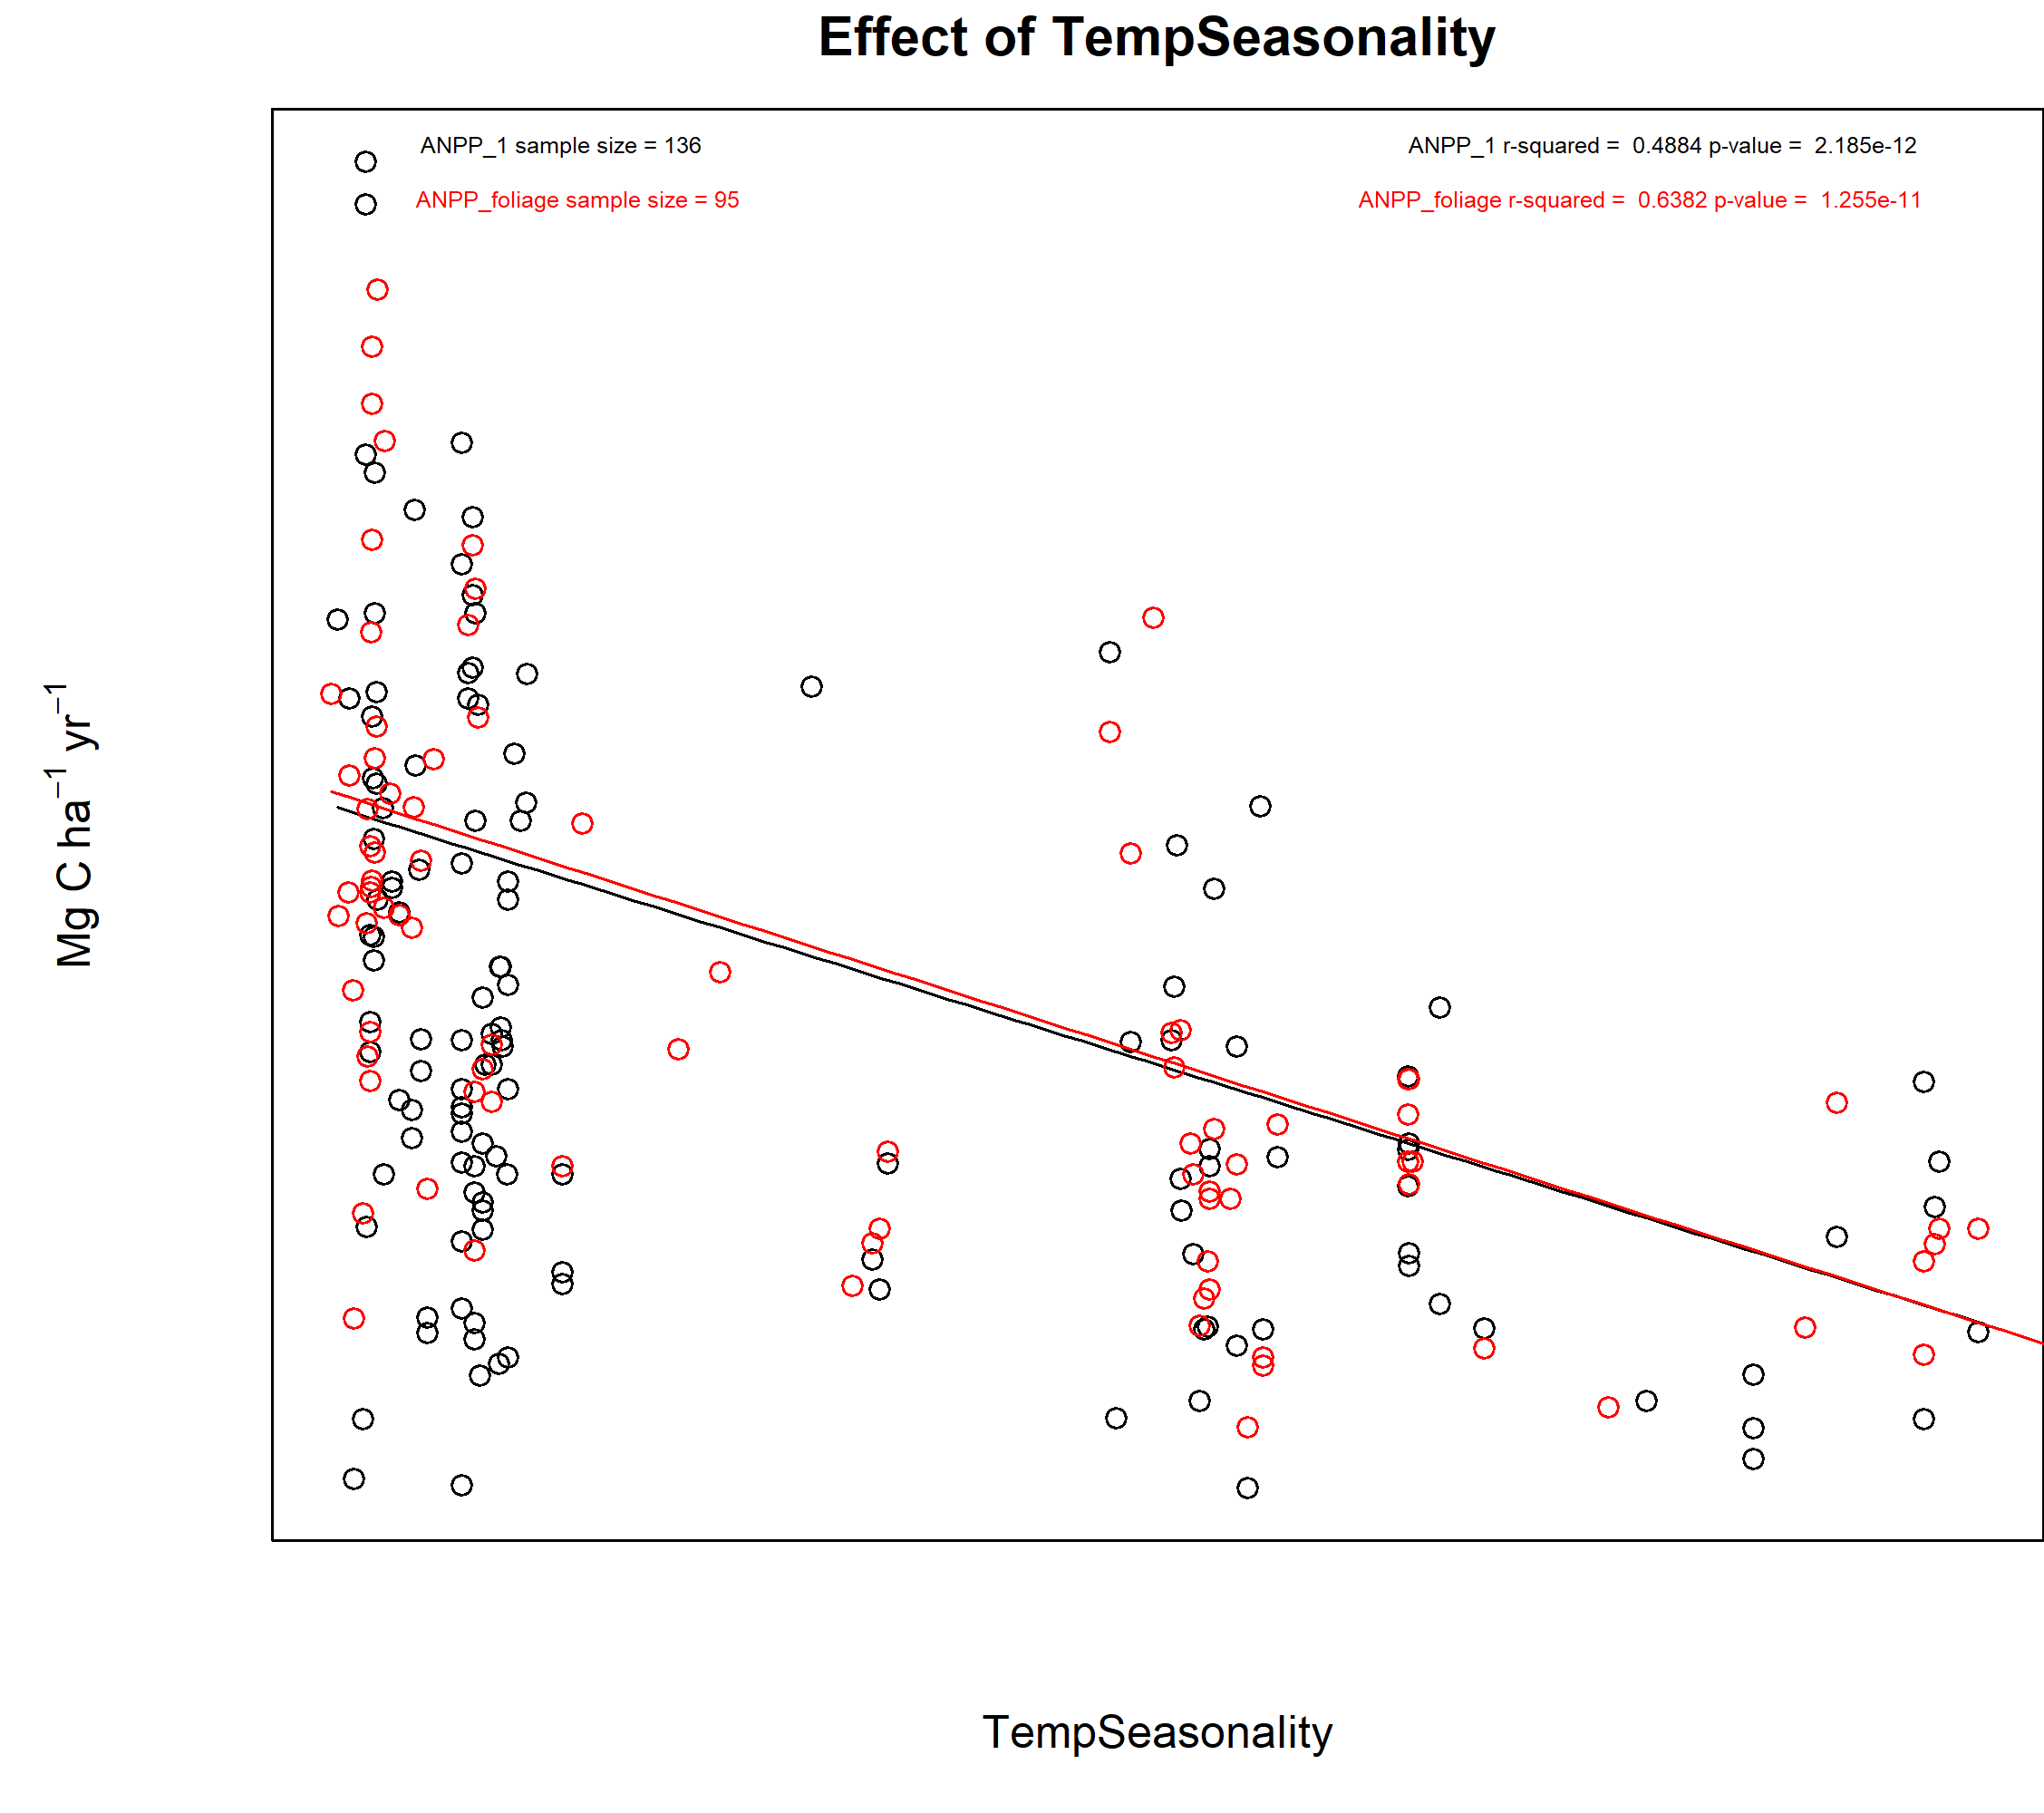 Effect of TempSeasonality
ANPP_1 sample size = 136
ANPP_1 r-squared = 0.4884 p-value = 2.185e-12
ANPP_foliage sample size = 95
ANPP_foliage r-squared = 0.6382 p-value = 1.255e-11
Mg C ha⁻¹ yr⁻¹
TempSeasonality